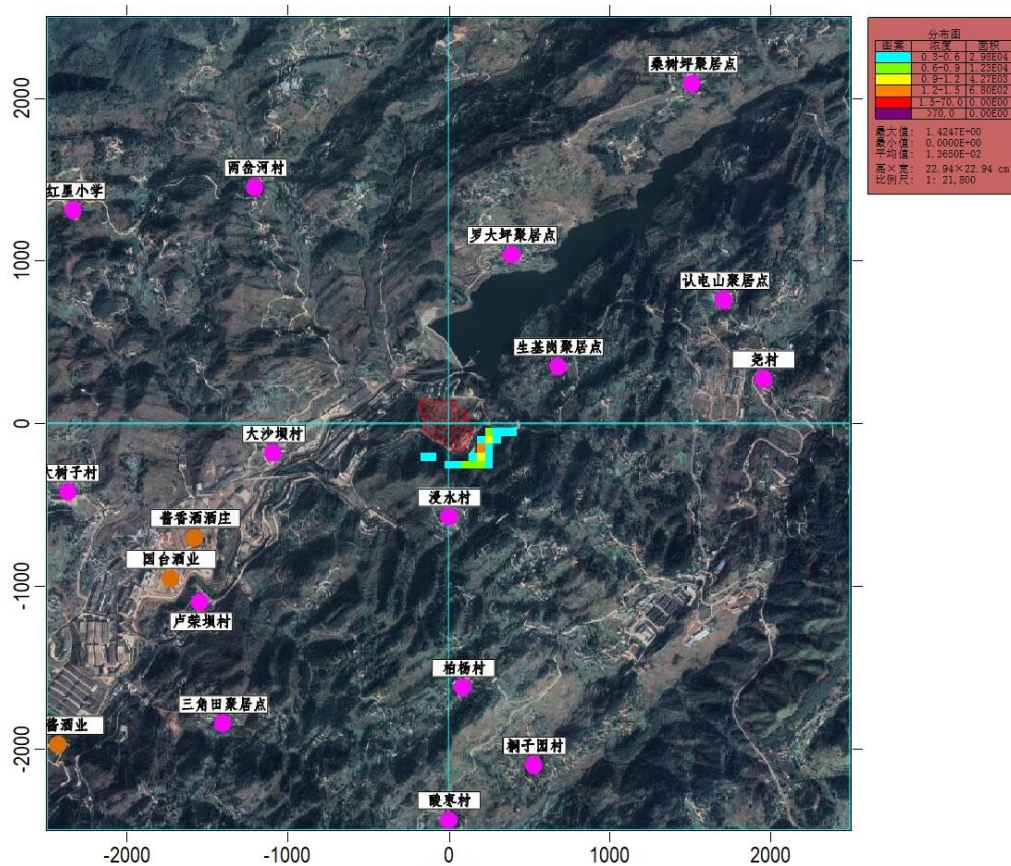 分布图
图案 浓度 面积
0.3-0.6 2.98E04
0.6-0.9 1.23E04
0.9-1.2 4.27E03
1.2-1.5 6.80E02
1.5-70.0 0.00E00
>70.0 0.00E00
最大值: 1.4247E+00
最小值: 0.0000E+00
平均值: 1.3650E-02
高×宽: 22.94×22.94 cm
比例尺: 1: 21,800
桑树坪聚居点
两岔河村
红星小学
罗大坪聚居点
认屯山聚居点
生基岗聚居点
尧村
大沙坝村
大树子村
浸水村
酱香酒酒庄
国台酒业
卢荣坝村
柏杨村
三角田聚居点
酱酒业
桐子园村
酸枣村
2000
1000
0
-1000
-2000
-2000 -1000 0 1000 2000